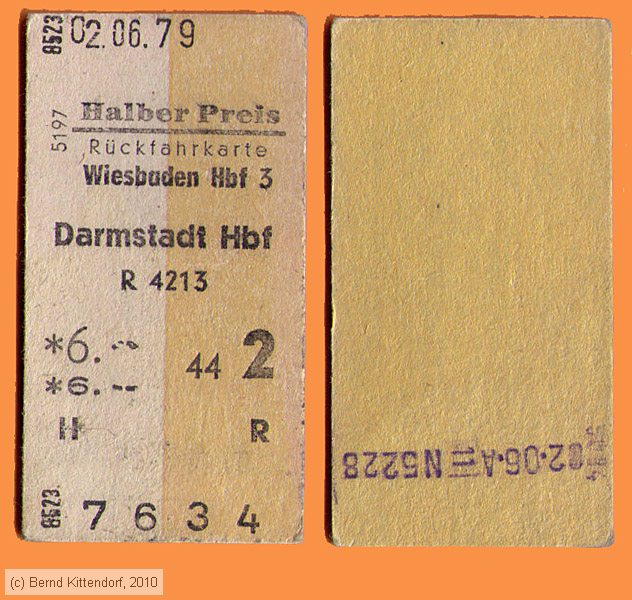 8523 02.06.79
5197
Halber Preis
Rückfahrkarte
Wiesbaden Hbf 3
Darmstadt Hbf
R 4213
*6.--
44 2
*6.--
H R
8523. 7634
02·06·A N5228
(c) Bernd Kittendorf, 2010